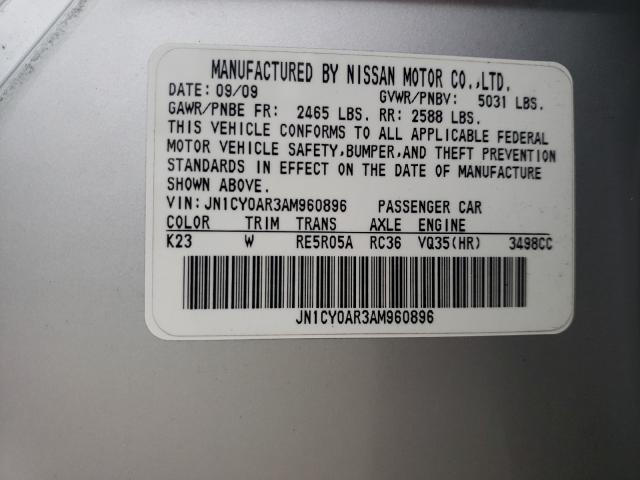 MANUFACTURED BY NISSAN MOTOR CO.,LTD.
DATE: 09/09 GVWR/PNBV: 5031 LBS.
GAWR/PNBE FR: 2465 LBS. RR: 2588 LBS.
THIS VEHICLE CONFORMS TO ALL APPLICABLE FEDERAL
MOTOR VEHICLE SAFETY,BUMPER,AND THEFT PREVENTION
STANDARDS IN EFFECT ON THE DATE OF MANUFACTURE
SHOWN ABOVE.
VIN: JN1CY0AR3AM960896 PASSENGER CAR
COLOR TRIM TRANS AXLE ENGINE
K23 W RE5R05A RC36 VQ35(HR) 3498CC
JN1CY0AR3AM960896